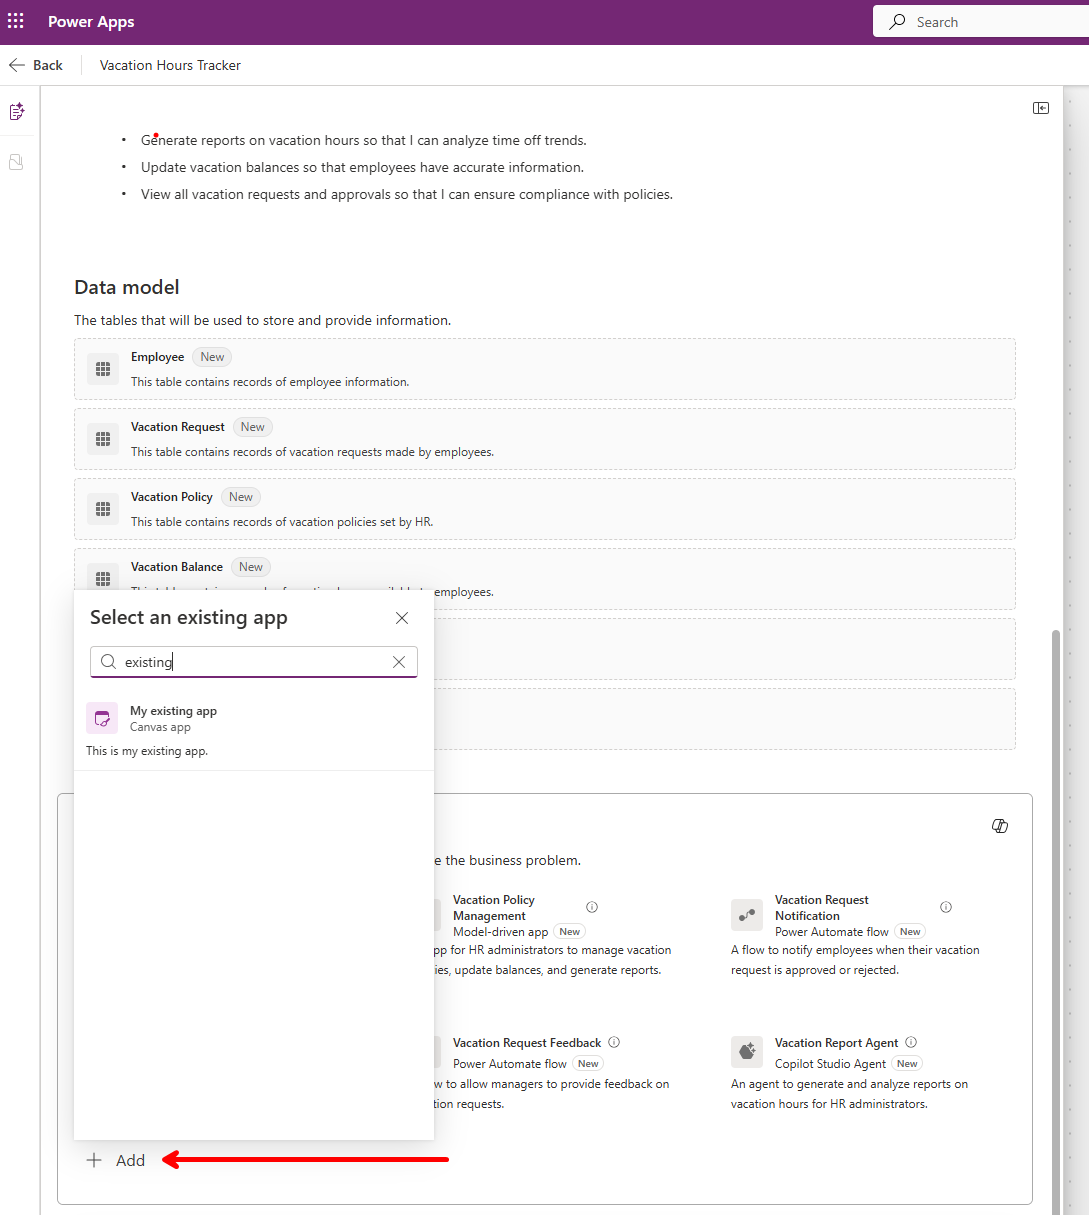 Power Apps
Search
Back
Vacation Hours Tracker
• Generate reports on vacation hours so that I can analyze time off trends.
• Update vacation balances so that employees have accurate information.
• View all vacation requests and approvals so that I can ensure compliance with policies.
Data model
The tables that will be used to store and provide information.
Employee New
This table contains records of employee information.
Vacation Request New
This table contains records of vacation requests made by employees.
Vacation Policy New
This table contains records of vacation policies set by HR.
Vacation Balance New
employees.
Select an existing app
existing
My existing app
Canvas app
This is my existing app.
e the business problem.
Vacation Policy
Management
Model-driven app New
pp for HR administrators to manage vacation
ies, update balances, and generate reports.
Vacation Request
Notification
Power Automate flow New
A flow to notify employees when their vacation
request is approved or rejected.
Vacation Request Feedback
Power Automate flow New
w to allow managers to provide feedback on
tion requests.
Vacation Report Agent
Copilot Studio Agent New
An agent to generate and analyze reports on
vacation hours for HR administrators.
Add